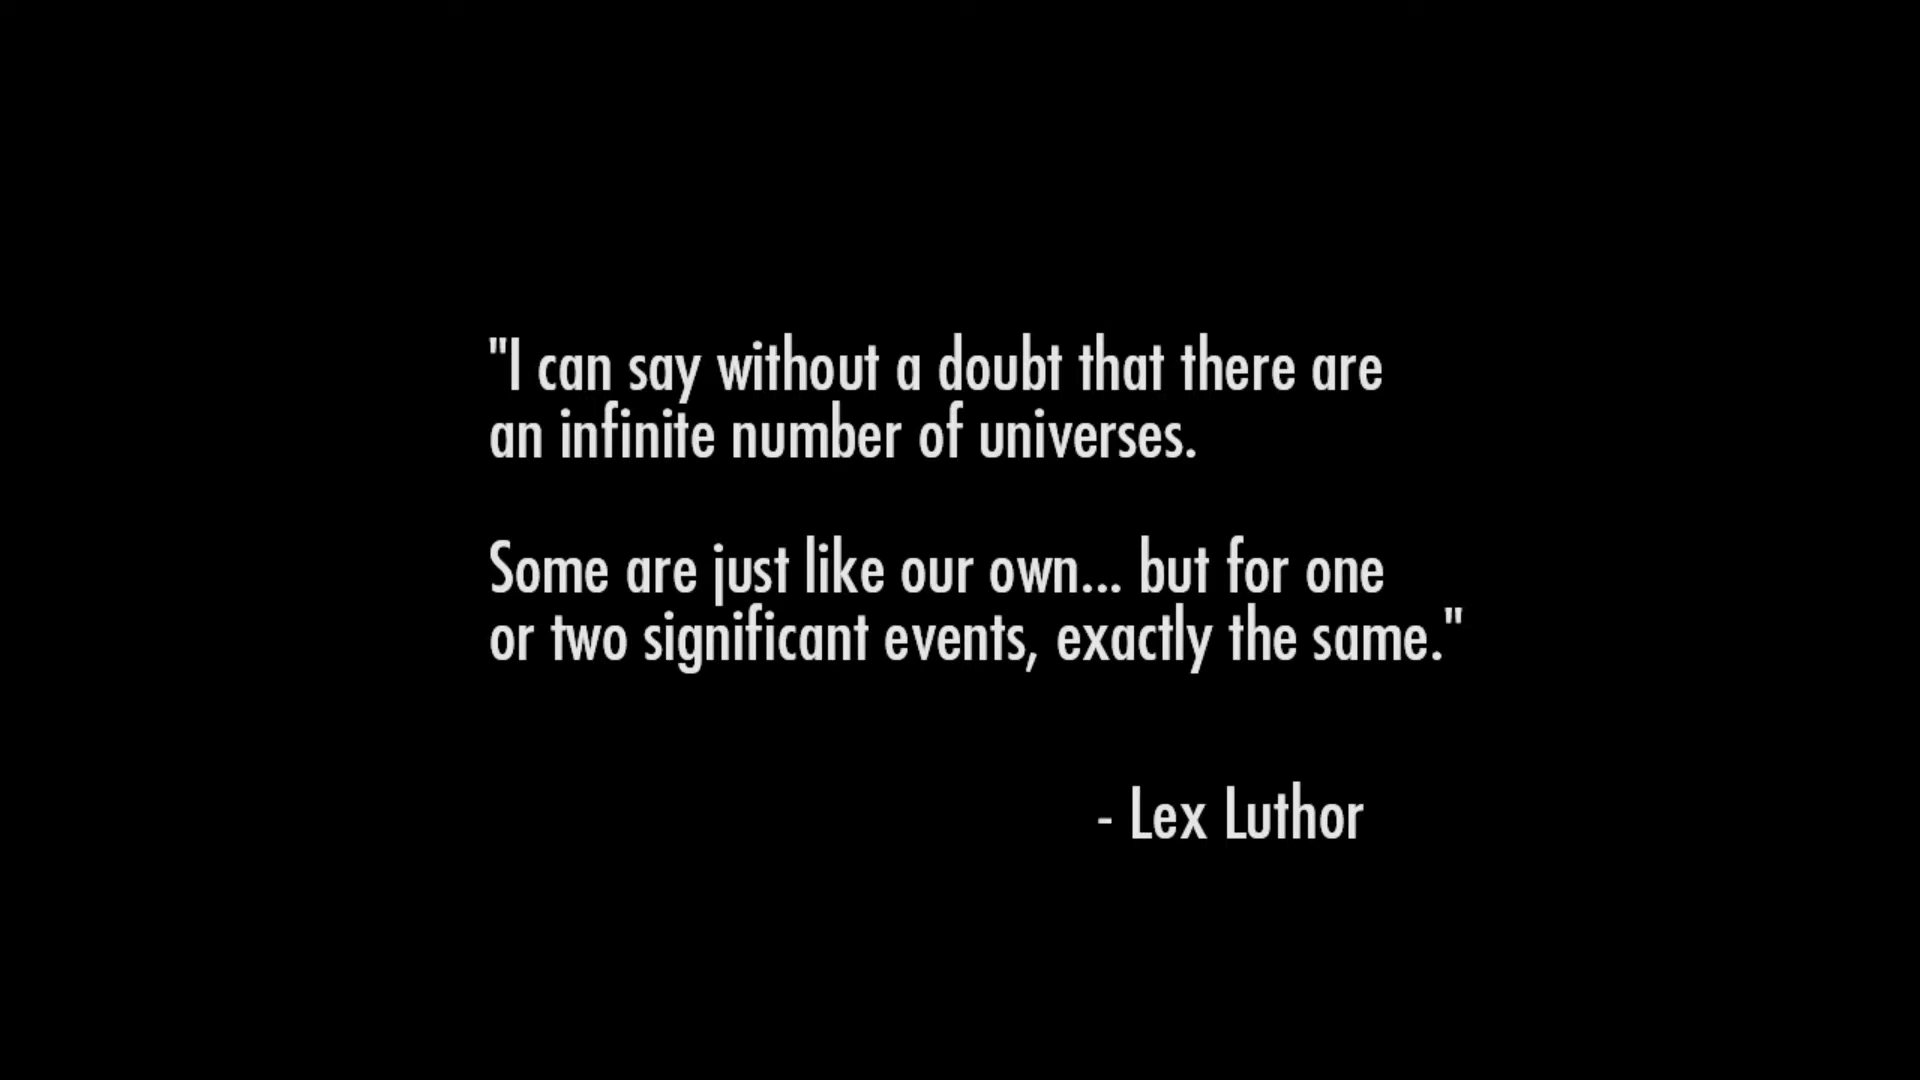 "I can say without a doubt that there are
an infinite number of universes.
Some are just like our own... but for one
or two significant events, exactly the same."
- Lex Luthor